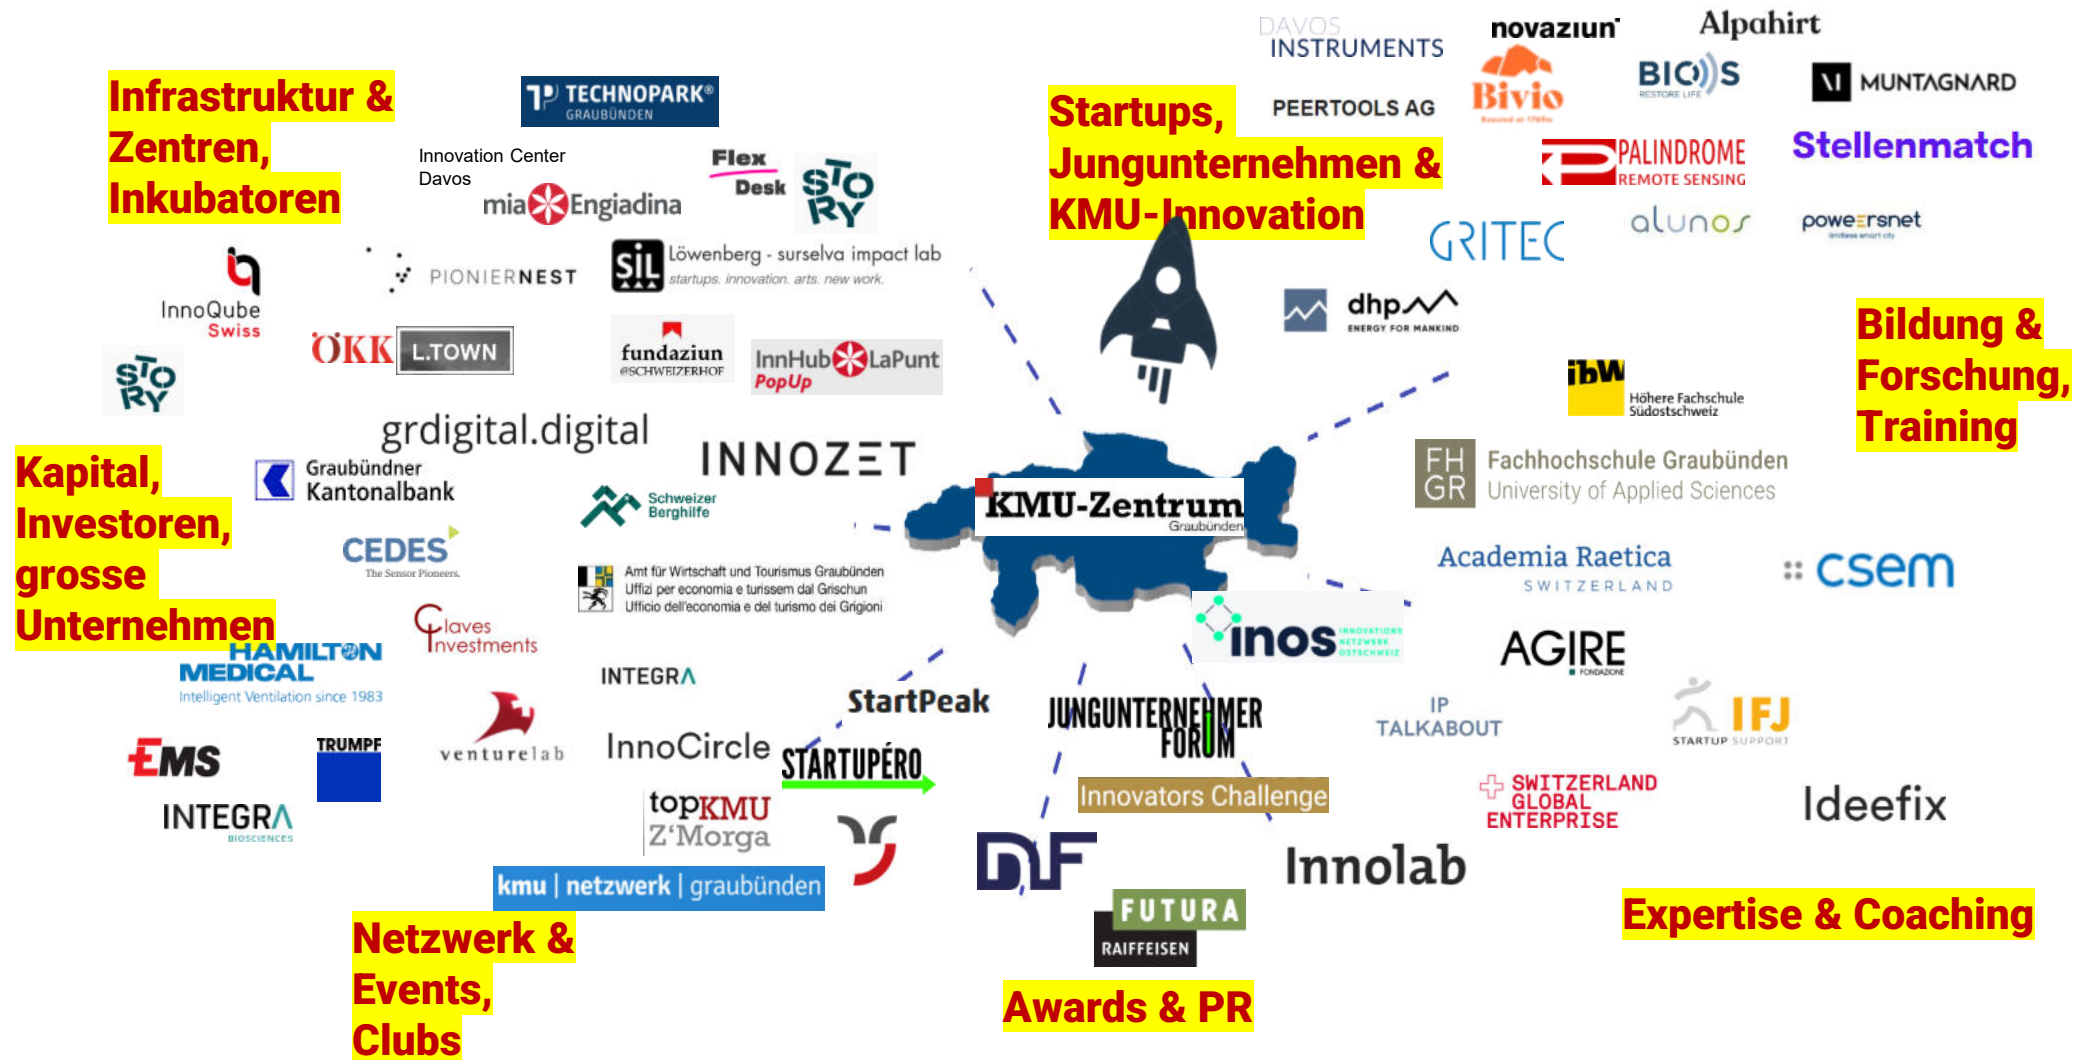 Infrastruktur &
Zentren,
Inkubatoren
TECHNOPARK®
GRAUBÜNDEN
Innovation Center
Davos
mia Engiadina
Flex
Desk
STORY
InnoQube
Swiss
PIONIERNEST
SiL
Löwenberg - surselva impact lab
startups. innovation. arts. new work.
ÖKK
L.TOWN
fundaziun
@SCHWEIZERHOF
InnHub LaPunt
PopUp
STORY
grdigital.digital
INNOZET
Startups,
Jungunternehmen &
KMU-Innovation
DAVOS
INSTRUMENTS
novaziun
Alpahirt
PEERTOOLS AG
Bivio
BIOS
RESTORE LIFE
MUNTAGNARD
PALINDROME
REMOTE SENSING
Stellenmatch
GRITEC
alunos
poweersnet
limitless smart city
dhp
ENERGY FOR MANKIND
Bildung &
Forschung,
Training
ibW
Höhere Fachschule
Südostschweiz
FH
GR
Fachhochschule Graubünden
University of Applied Sciences
Academia Raetica
SWITZERLAND
csem
Kapital,
Investoren,
grosse
Unternehmen
Graubündner
Kantonalbank
Schweizer
Berghilfe
CEDES
The Sensor Pioneers.
Amt für Wirtschaft und Tourismus Graubünden
Uffizi per economia e turissem dal Grischun
Ufficio dell'economia e del turismo dei Grigioni
Claves
Investments
HAMILTON
MEDICAL
Intelligent Ventilation since 1983
INTEGRA
EMS
TRUMPF
venturelab
INTEGRA
BIOSCIENCES
KMU-Zentrum
Graubünden
inos
INNOVATIONS
NETZWERK
OSTSCHWEIZ
StartPeak
InnoCircle
STARTUPÉRO
topKMU
Z'Morga
kmu | netzwerk | graubünden
Netzwerk &
Events,
Clubs
JUNGUNTERNEHMER
FORUM
Innovators Challenge
DNF
FUTURA
RAIFFEISEN
Awards & PR
AGIRE
FONDAZIONE
IP
TALKABOUT
IFJ
STARTUP SUPPORT
SWITZERLAND
GLOBAL
ENTERPRISE
Ideefix
Innolab
Expertise & Coaching